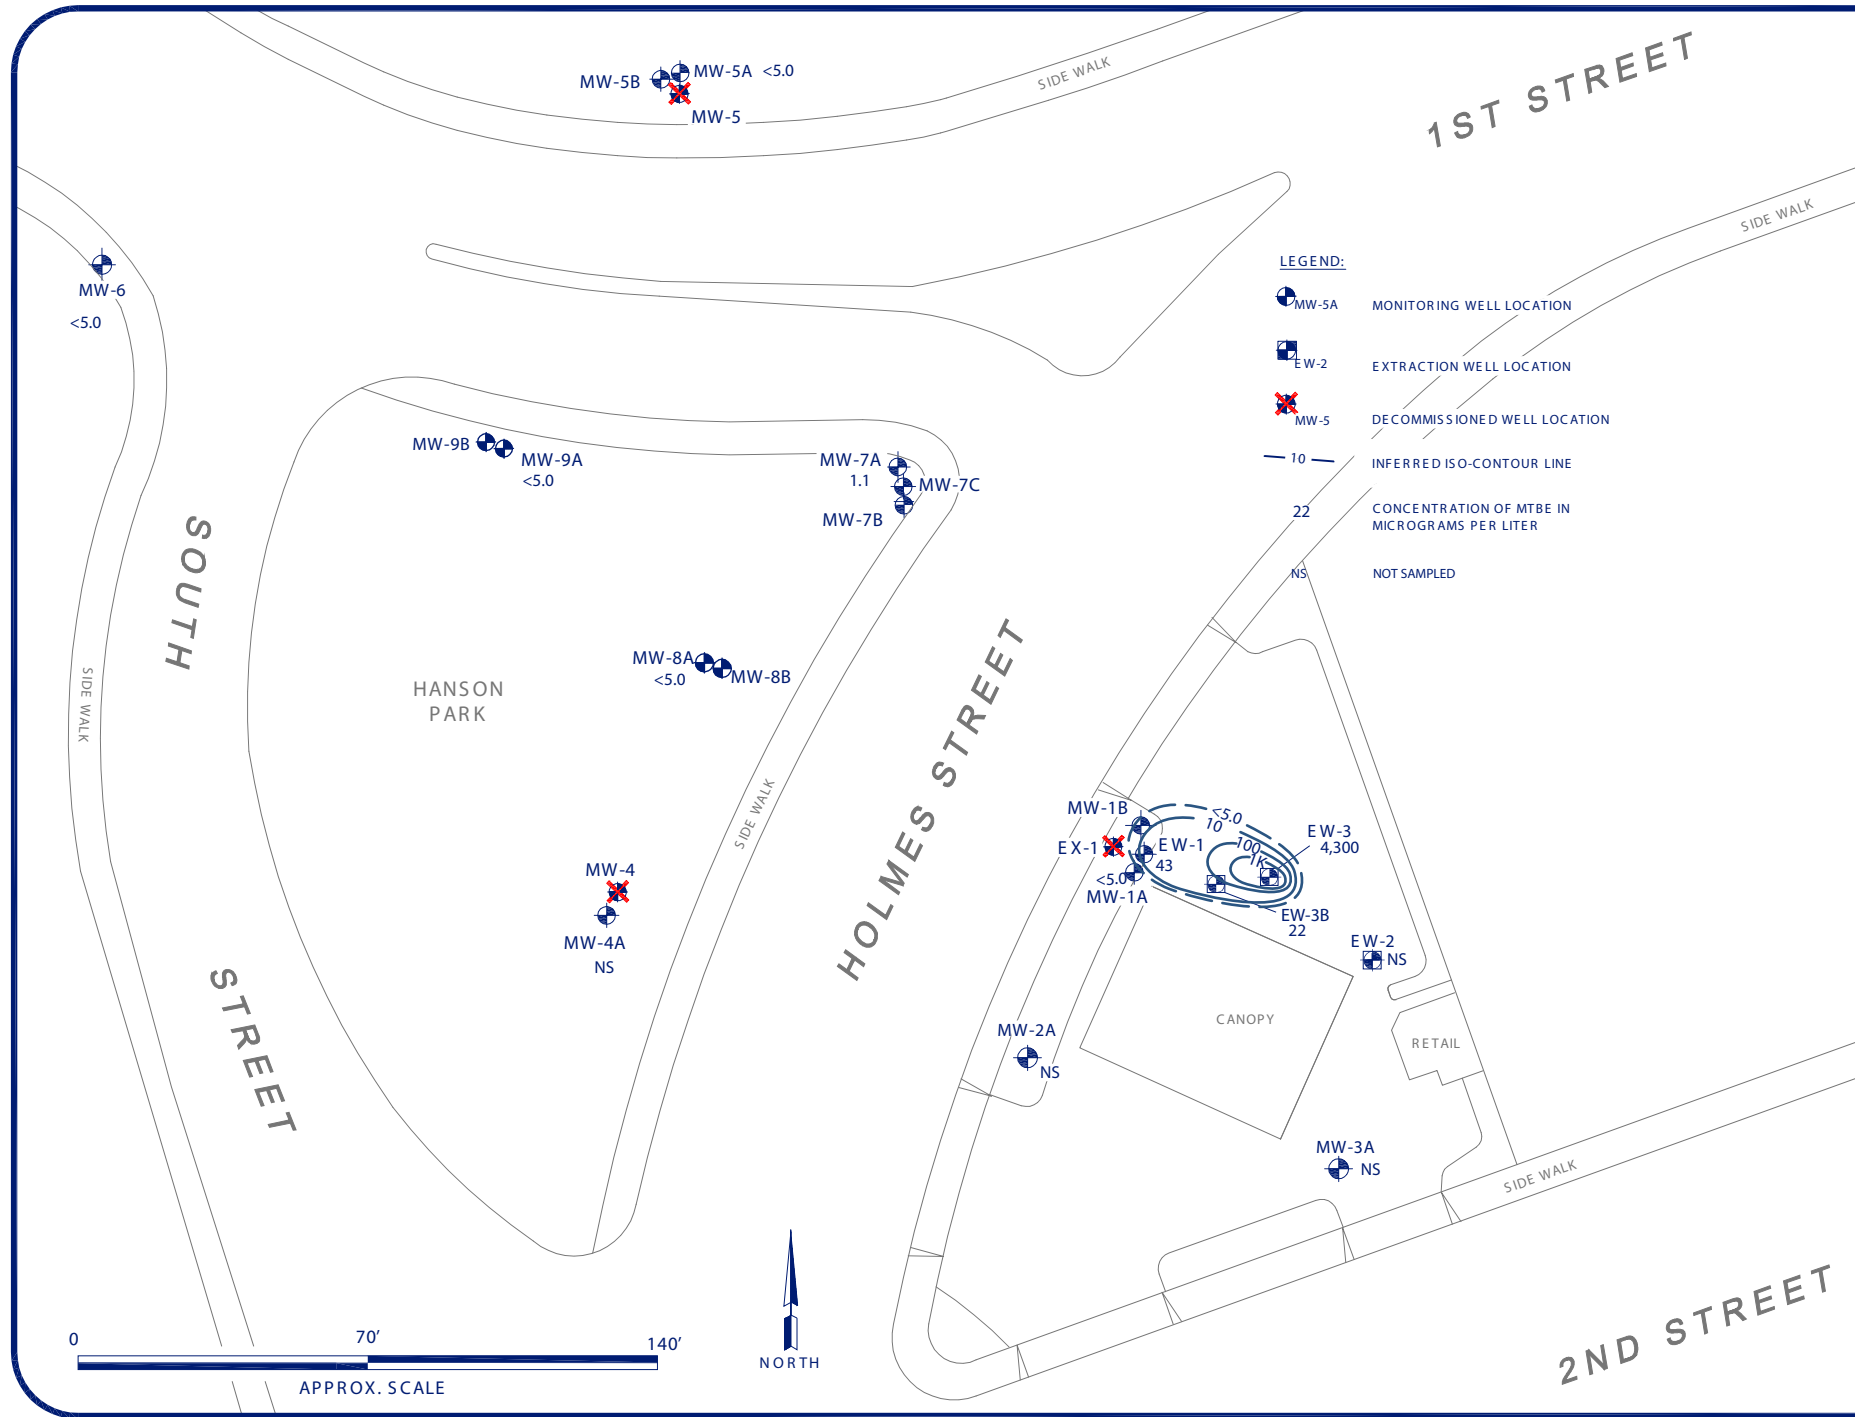 MW-5B
MW-5A <5.0
MW-5
SIDE WALK
1ST STREET
SIDE WALK
MW-6
<5.0
LEGEND:
MW-5A MONITORING WELL LOCATION
EW-2 EXTRACTION WELL LOCATION
MW-5 DECOMMISSIONED WELL LOCATION
10 INFERRED ISO-CONTOUR LINE
22 CONCENTRATION OF MTBE IN
MICROGRAMS PER LITER
NS NOT SAMPLED
MW-9B
MW-9A
<5.0
MW-7A
1.1
MW-7C
MW-7B
SOUTH
STREET
SIDE WALK
HANSON
PARK
MW-8A
<5.0
MW-8B
HOLMES STREET
SIDE WALK
MW-4
MW-4A
NS
MW-1B
EX-1
EW-1
43
<5.0
MW-1A
<5.0
10
100
1K
EW-3
4,300
EW-3B
22
EW-2
NS
MW-2A
NS
CANOPY
RETAIL
MW-3A
NS
SIDE WALK
2ND STREET
0 70’ 140’
APPROX. SCALE
NORTH